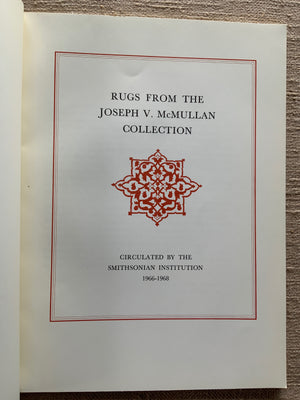 RUGS FROM THE
JOSEPH V. McMULLAN
COLLECTION
CIRCULATED BY THE
SMITHSONIAN INSTITUTION
1966-1968